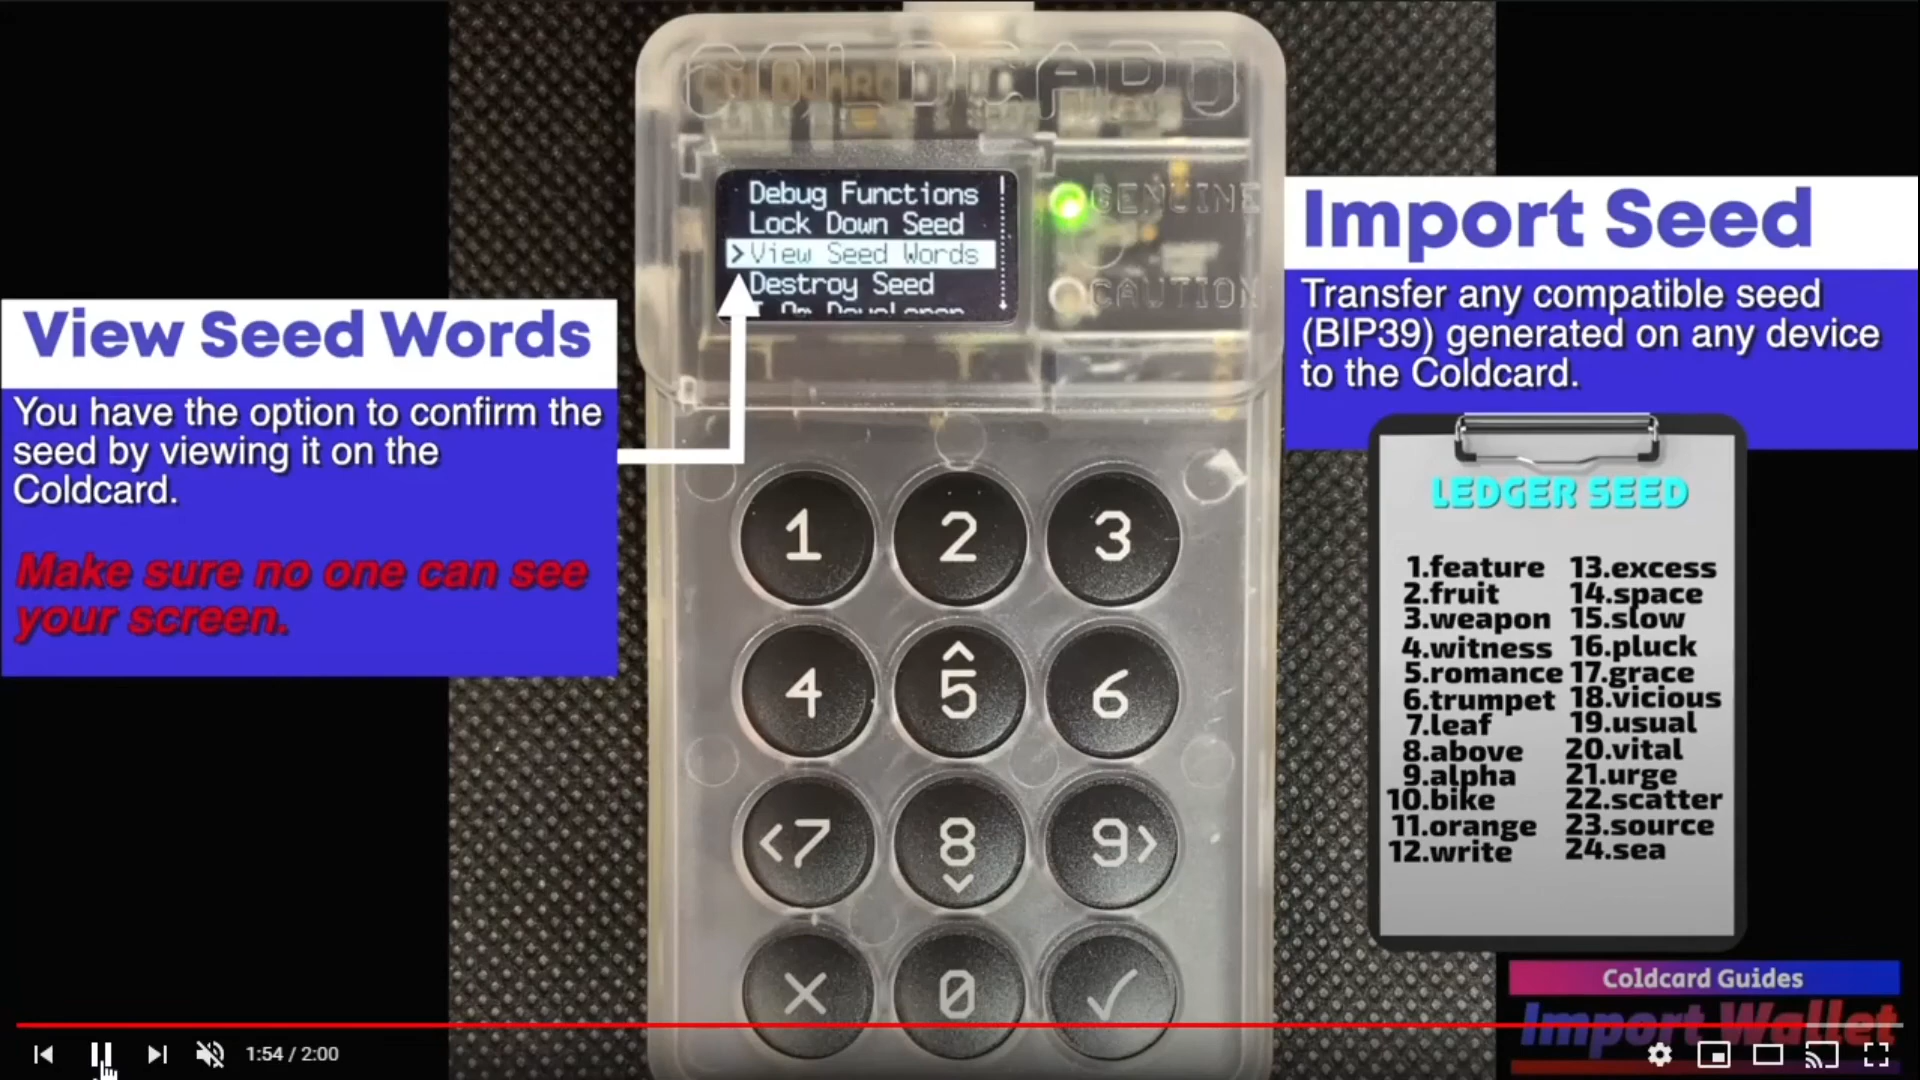 COLDCARD
Debug Functions
Lock Down Seed
>View Seed Words
Destroy Seed
I Am Developer
GENUINE
CAUTION
View Seed Words
You have the option to confirm the
seed by viewing it on the
Coldcard.
Make sure no one can see
your screen.
Import Seed
Transfer any compatible seed
(BIP39) generated on any device
to the Coldcard.
LEDGER SEED
1.feature
2.fruit
3.weapon
4.witness
5.romance
6.trumpet
7.leaf
8.above
9.alpha
10.bike
11.orange
12.write
13.excess
14.space
15.slow
16.pluck
17.grace
18.vicious
19.usual
20.vital
21.urge
22.scatter
23.source
24.sea
1 2 3
4 5 6
<7 8 9>
0
Coldcard Guides
Import Wallet
1:54 / 2:00